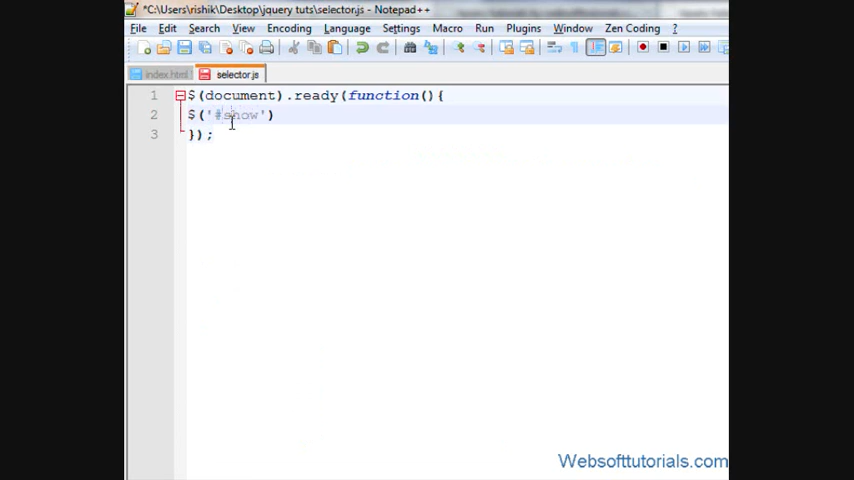 *C:\Users\rishik\Desktop\jquery tuts\selector.js - Notepad++
File Edit Search View Encoding Language Settings Macro Run Plugins Window Zen Coding ?
index.html selector.js
1 $(document).ready(function(){
2 $('#show')
3 });
Websofttutorials.com